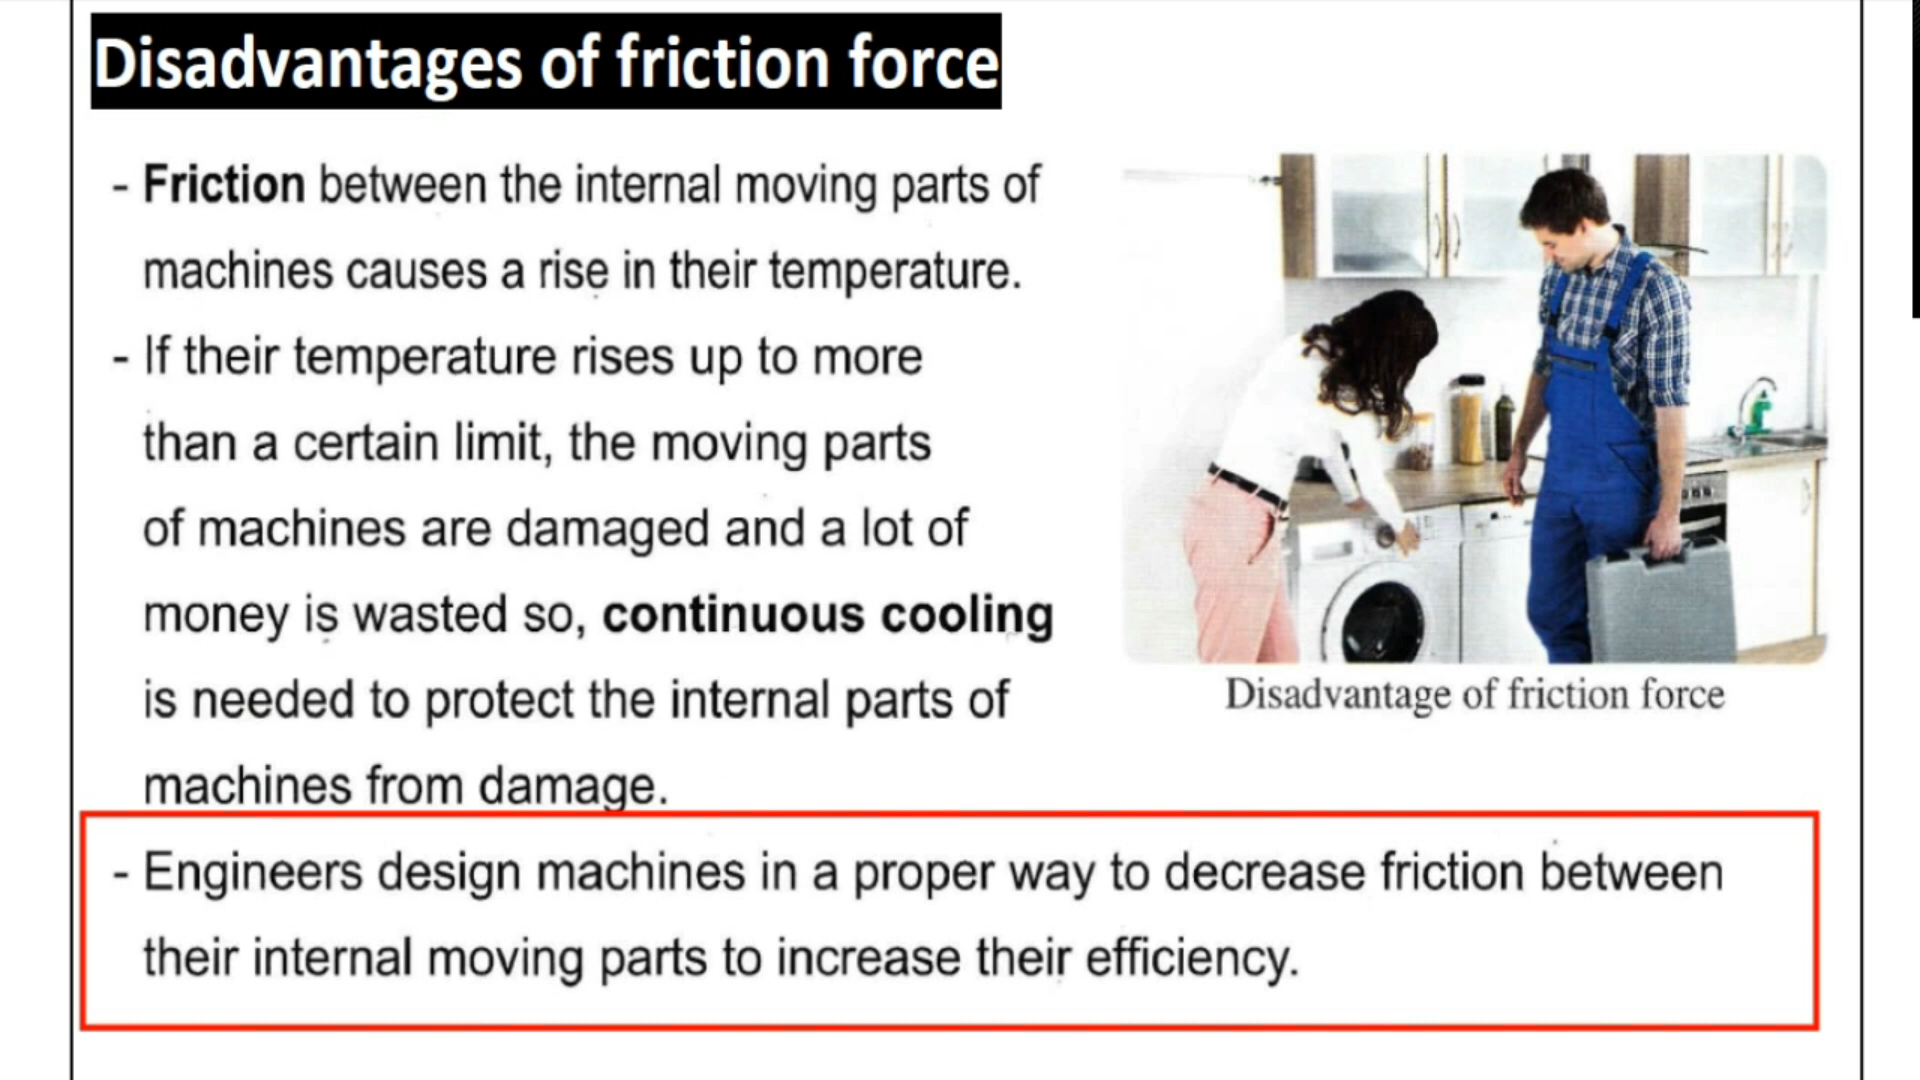 Disadvantages of friction force
- Friction between the internal moving parts of
machines causes a rise in their temperature.
- If their temperature rises up to more
than a certain limit, the moving parts
of machines are damaged and a lot of
money is wasted so, continuous cooling
is needed to protect the internal parts of
machines from damage.
Disadvantage of friction force
- Engineers design machines in a proper way to decrease friction between
their internal moving parts to increase their efficiency.